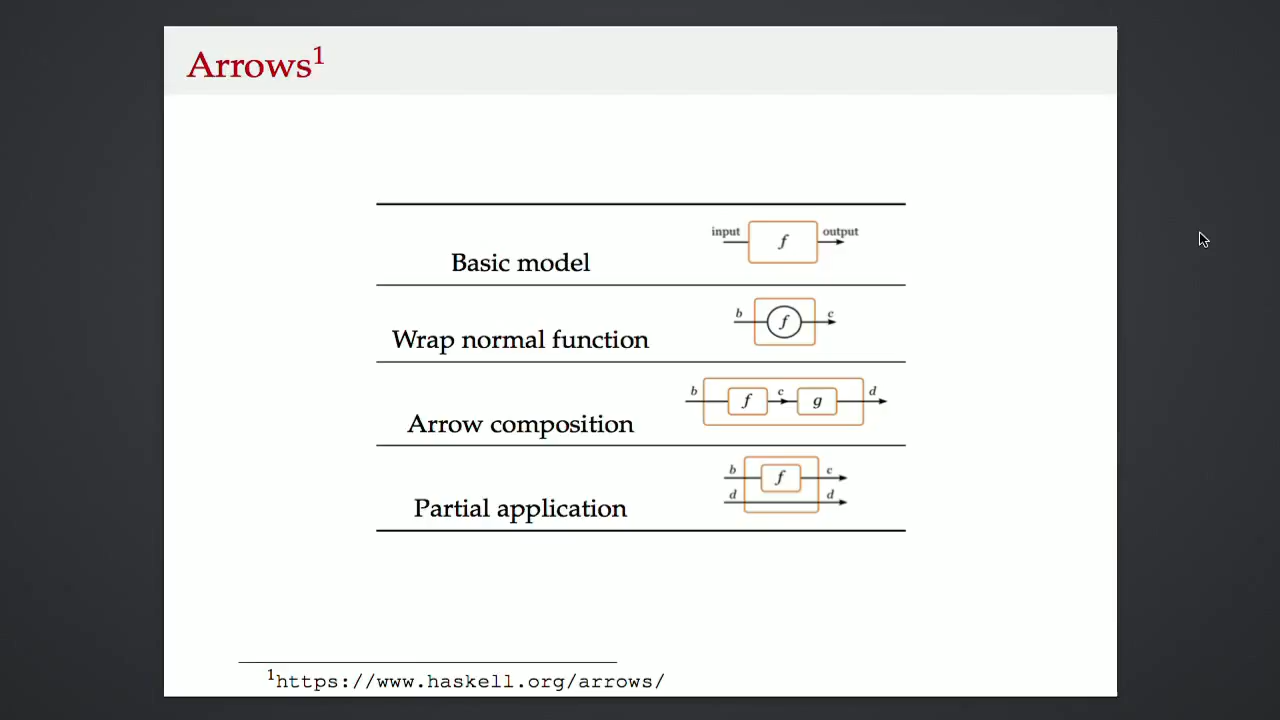 Arrows¹
input f output
Basic model
b f c
Wrap normal function
b f c g d
Arrow composition
b f c
d d
Partial application
¹https://www.haskell.org/arrows/